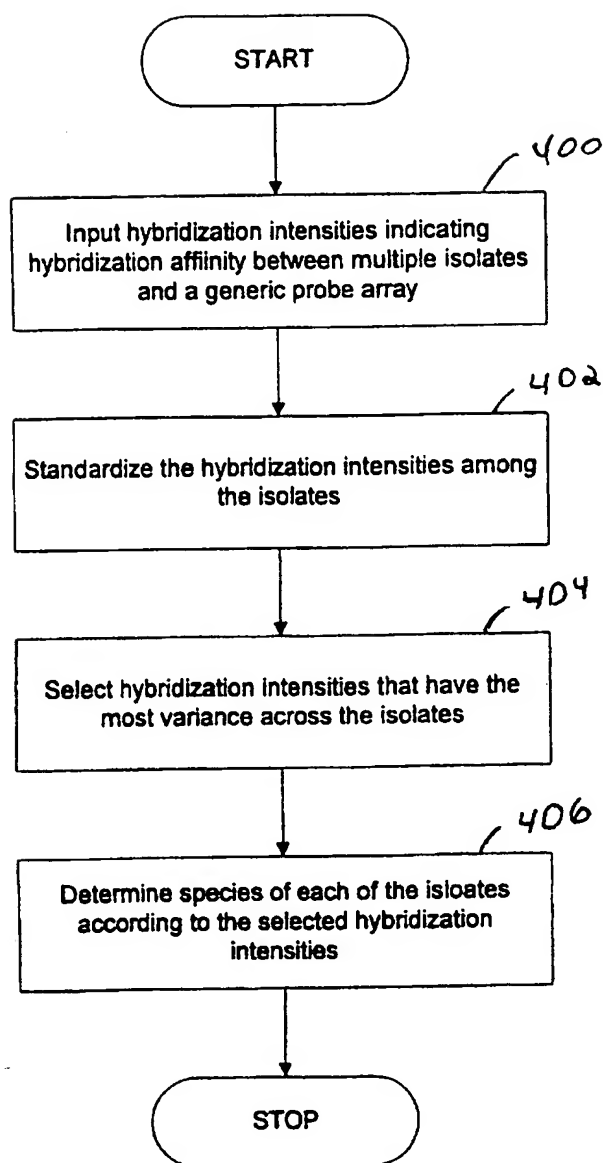 START
400
Input hybridization intensities indicating
hybridization affiinity between multiple isolates
and a generic probe array
402
Standardize the hybridization intensities among
the isolates
404
Select hybridization intensities that have the
most variance across the isolates
406
Determine species of each of the isloates
according to the selected hybridization
intensities
STOP